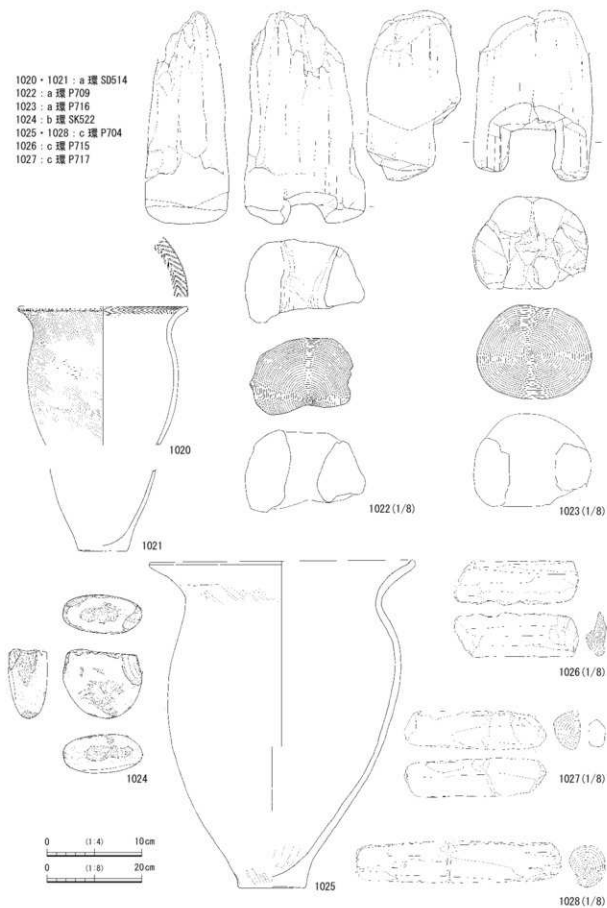 1020・1021：a 環 SD514
1022：a 環 P709
1023：a 環 P716
1024：b 環 SK522
1025・1028：c 環 P704
1026：c 環 P715
1027：c 環 P717
1020
1021
1022(1/8)
1023(1/8)
1024
1025
1026(1/8)
1027(1/8)
1028(1/8)
0 (1:4) 10cm
0 (1:8) 20cm